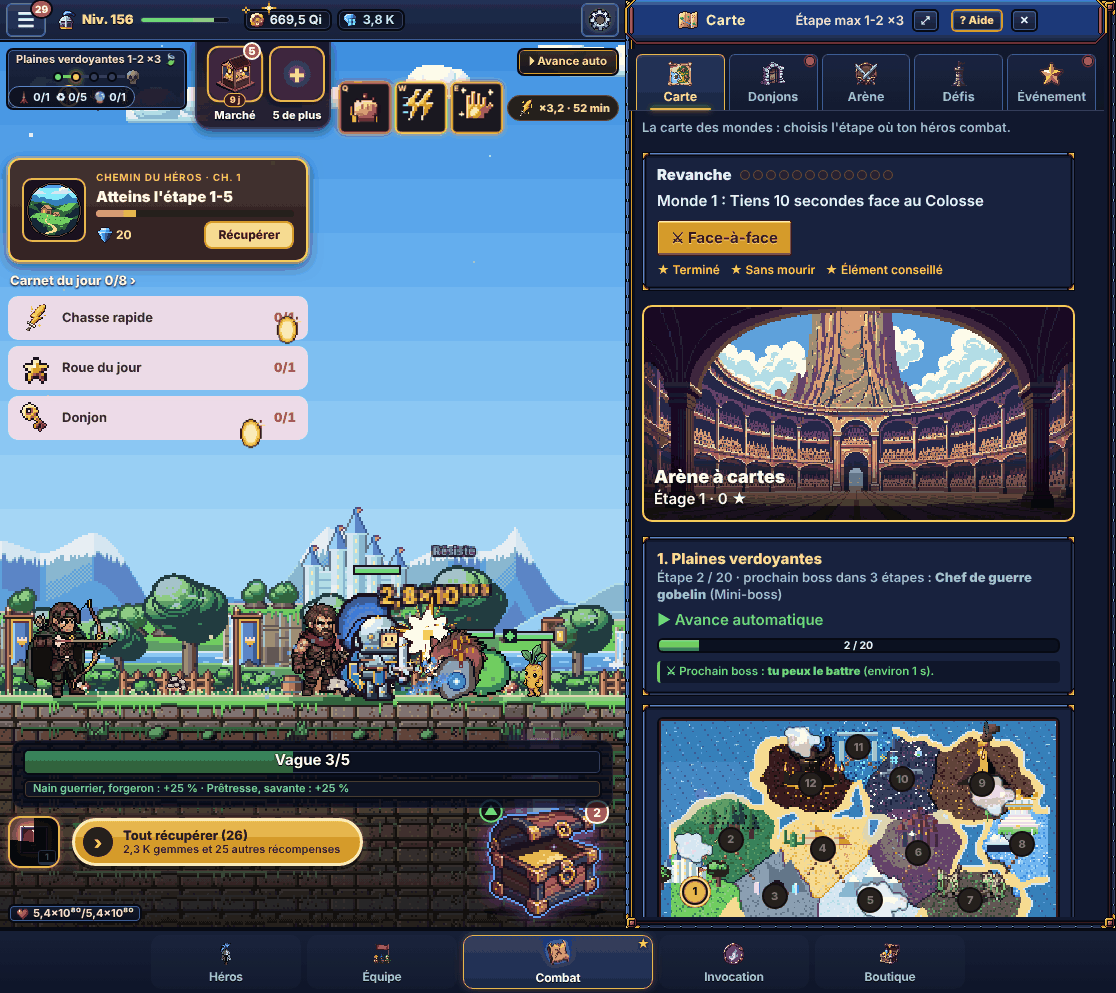 29
Niv. 156
669,5 Qi
3,8 K
Plaines verdoyantes 1-2 ×3
0/1 0/5 0/1
5
9 j
Marché
5 de plus
Q
W
E
Avance auto
×3,2 · 52 min
CHEMIN DU HÉROS · CH. 1
Atteins l'étape 1-5
20
Récupérer
Carnet du jour 0/8 ›
Chasse rapide
Roue du jour
0/1
Donjon
0/1
Résiste
2,8×10¹⁰³
Vague 3/5
Nain guerrier, forgeron : +25 % · Prêtresse, savante : +25 %
1
Tout récupérer (26)
2,3 K gemmes et 25 autres récompenses
2
5,4×10⁸⁰/5,4×10⁸⁰
Carte
Étape max 1-2 ×3
? Aide
×
Carte
Donjons
Arène
Défis
Événement
La carte des mondes : choisis l'étape où ton héros combat.
Revanche
Monde 1 : Tiens 10 secondes face au Colosse
⚔ Face-à-face
★ Terminé ★ Sans mourir ★ Élément conseillé
Arène à cartes
Étage 1 · 0 ★
1. Plaines verdoyantes
Étape 2 / 20 · prochain boss dans 3 étapes : Chef de guerre
gobelin (Mini-boss)
▶ Avance automatique
2 / 20
⚔ Prochain boss : tu peux le battre (environ 1 s).
11
12
10
9
2
4
6
8
1
3
5
7
Héros
Équipe
Combat
Invocation
Boutique